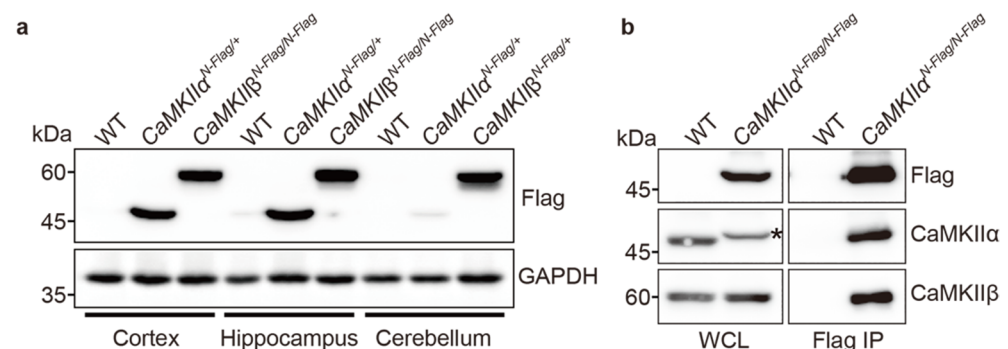 a
kDa
WT
CaMKIIα^N-Flag/+
CaMKIIβ^N-Flag/N-Flag
WT
CaMKIIα^N-Flag/+
CaMKIIβ^N-Flag/N-Flag
WT
CaMKIIα^N-Flag/+
CaMKIIβ^N-Flag/+
60
45
Flag
35
GAPDH
Cortex
Hippocampus
Cerebellum
b
kDa
WT
CaMKIIα^N-Flag/N-Flag
WT
CaMKIIα^N-Flag/N-Flag
45
Flag
45
*
CaMKIIα
60
CaMKIIβ
WCL
Flag IP